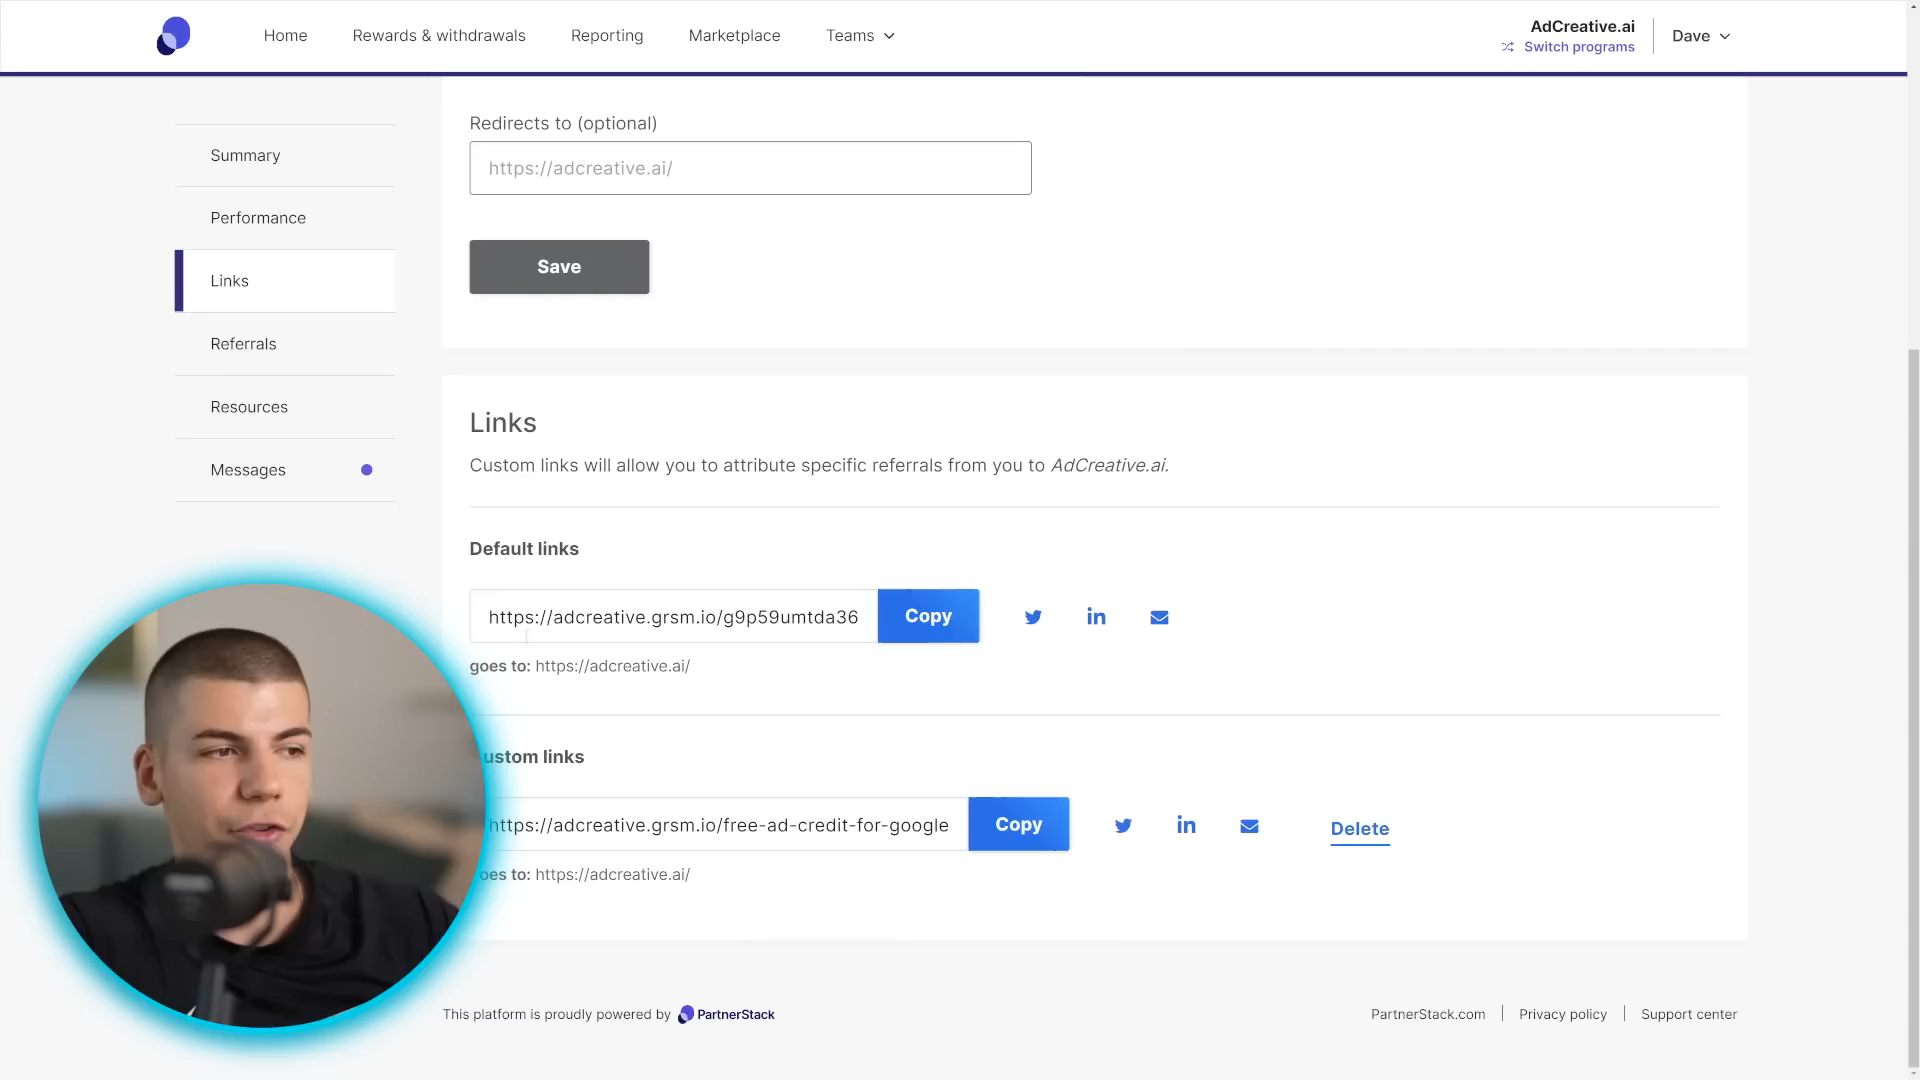 Home
Rewards & withdrawals
Reporting
Marketplace
Teams
AdCreative.ai
Switch programs
Dave
Summary
Performance
Links
Referrals
Resources
Messages
Redirects to (optional)
https://adcreative.ai/
Save
Links
Custom links will allow you to attribute specific referrals from you to AdCreative.ai.
Default links
https://adcreative.grsm.io/g9p59umtda36
Copy
goes to: https://adcreative.ai/
ustom links
https://adcreative.grsm.io/free-ad-credit-for-google
Copy
Delete
oes to: https://adcreative.ai/
This platform is proudly powered by PartnerStack
PartnerStack.com
Privacy policy
Support center